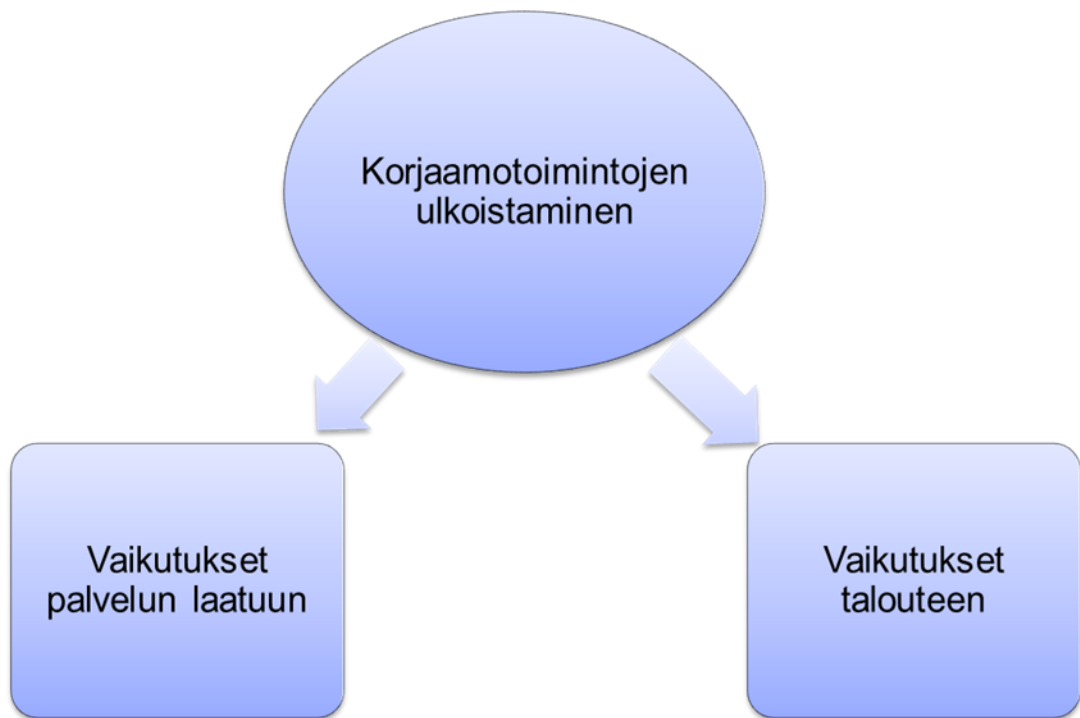 Korjaamotoimintojen
ulkoistaminen
Vaikutukset
palvelun laatuun
Vaikutukset
talouteen